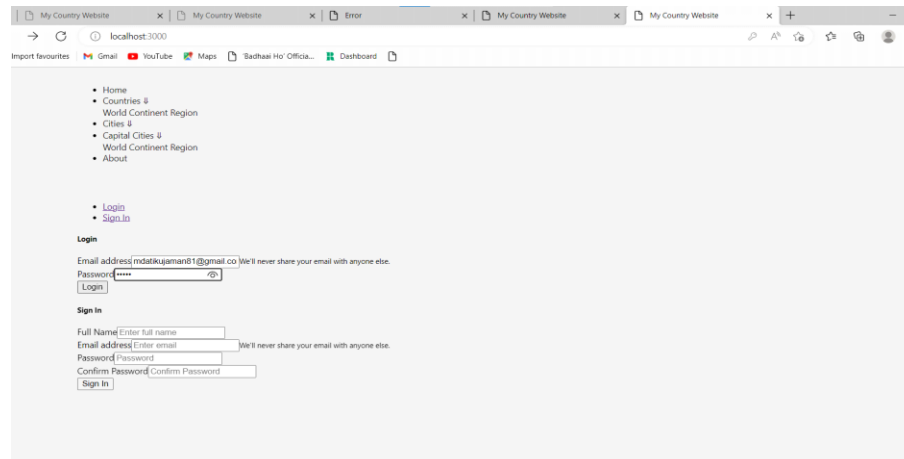 My Country Website
My Country Website
Error
My Country Website
My Country Website
localhost:3000
Import favourites
Gmail
YouTube
Maps
'Badhaai Ho' Officia...
Dashboard
Home
Countries ⇓
World Continent Region
Cities ⇓
Capital Cities ⇓
World Continent Region
About
Login
Sign In
Login
Email address mdatikujaman81@gmail.co We'll never share your email with anyone else.
Password •••••
Login
Sign In
Full Name Enter full name
Email address Enter email We'll never share your email with anyone else.
Password Password
Confirm Password Confirm Password
Sign In